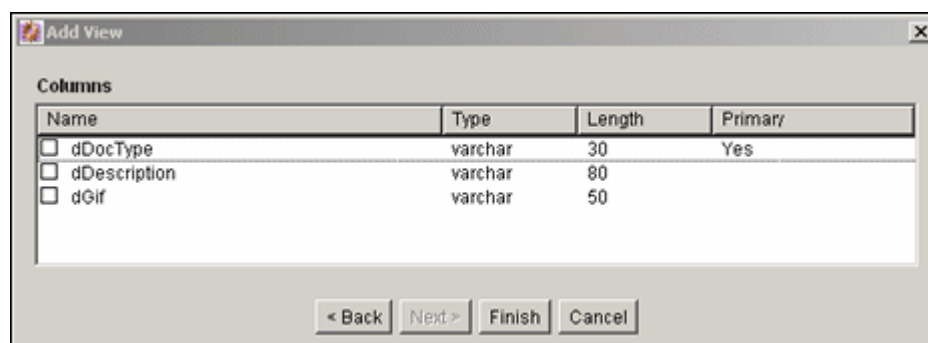 Add View
Columns
Name Type Length Primary
dDocType varchar 30 Yes
dDescription varchar 80
dGif varchar 50
< Back Next > Finish Cancel